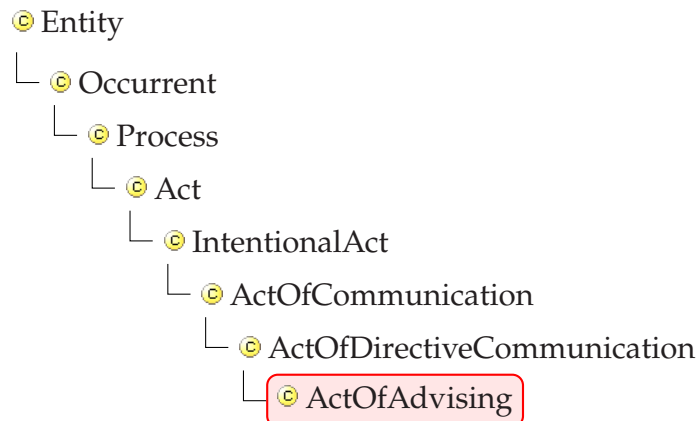 Entity
Occurrent
Process
Act
IntentionalAct
ActOfCommunication
ActOfDirectiveCommunication
ActOfAdvising